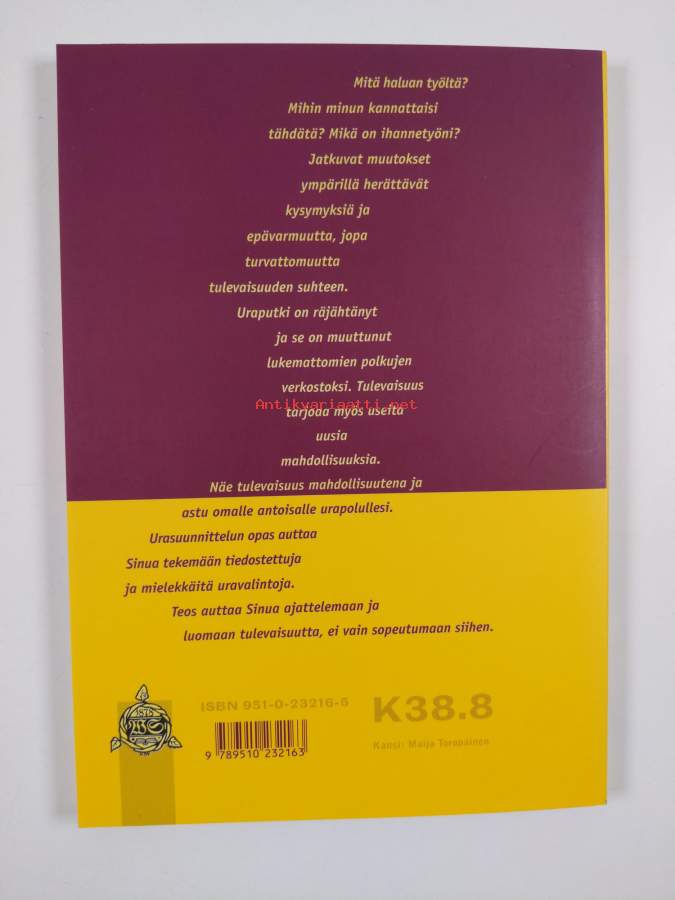 Mitä haluan työltä?
Mihin minun kannattaisi
tähdätä? Mikä on ihannetyöni?
Jatkuvat muutokset
ympärillä herättävät
kysymyksiä ja
epävarmuutta, jopa
turvattomuutta
tulevaisuuden suhteen.
Uraputki on räjähtänyt
ja se on muuttunut
lukemattomien polkujen
verkostoksi. Tulevaisuus
Antikvariaatti.net
tarjoaa myös useita
uusia
mahdollisuuksia.
Näe tulevaisuus mahdollisuutena ja
astu omalle antoisalle urapolullesi.
Urasuunnittelun opas auttaa
Sinua tekemään tiedostettuja
ja mielekkäitä uravalintoja.
Teos auttaa Sinua ajattelemaan ja
luomaan tulevaisuutta, ei vain sopeutumaan siihen.
ISBN 951-0-23216-5
K38.8
Kansi: Maija Toropainen
9 789510 232163